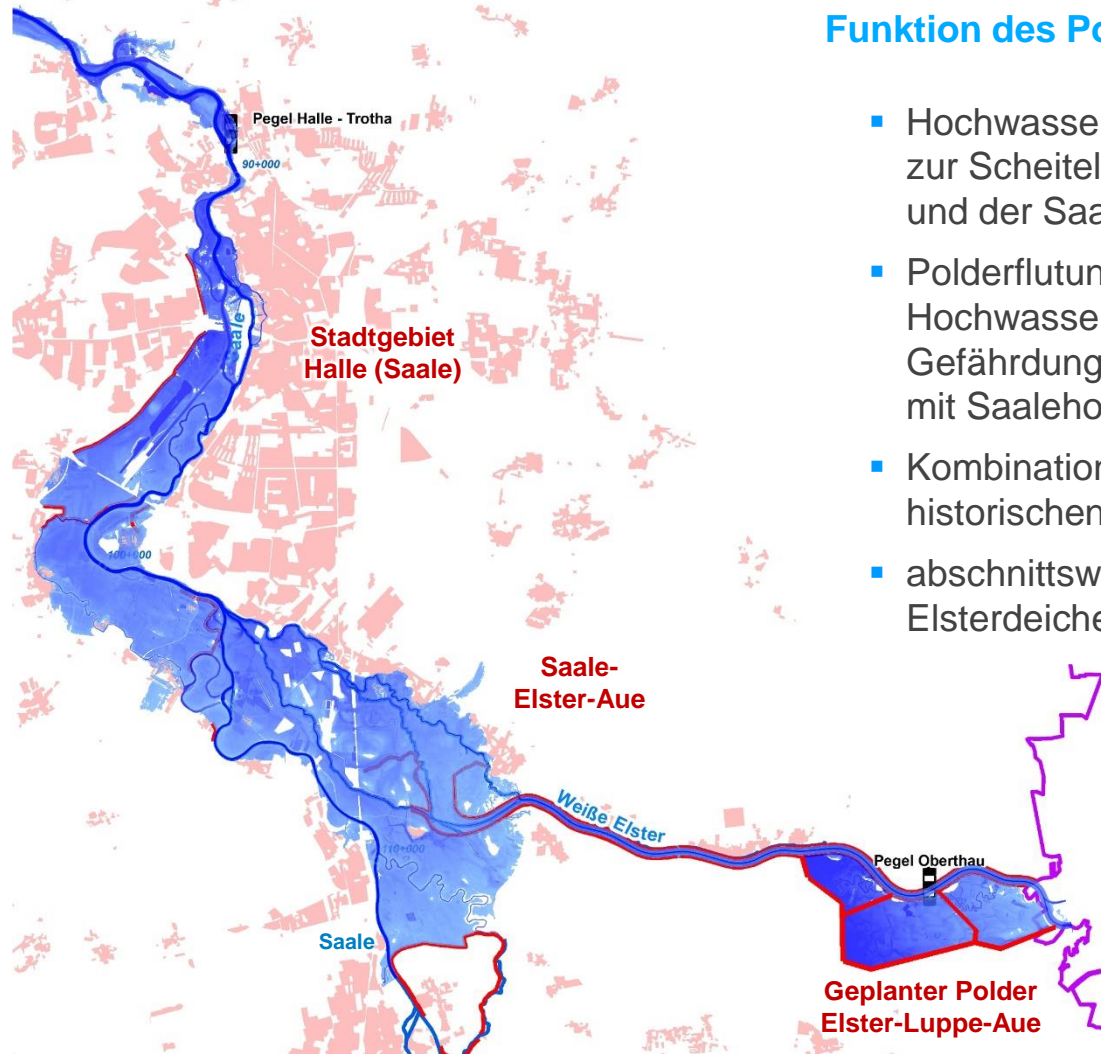 Funktion des Po
Hochwasse
zur Scheitel
und der Saa
Polderflutun
Hochwasse
Gefährdung
mit Saaleho
Kombination
historischen
abschnittsw
Elsterdeiche
Pegel Halle - Trotha
90+000
Saale
Stadtgebiet
Halle (Saale)
100+000
Saale-
Elster-Aue
Weiße Elster
110+000
Pegel Oberthau
Saale
Geplanter Polder
Elster-Luppe-Aue